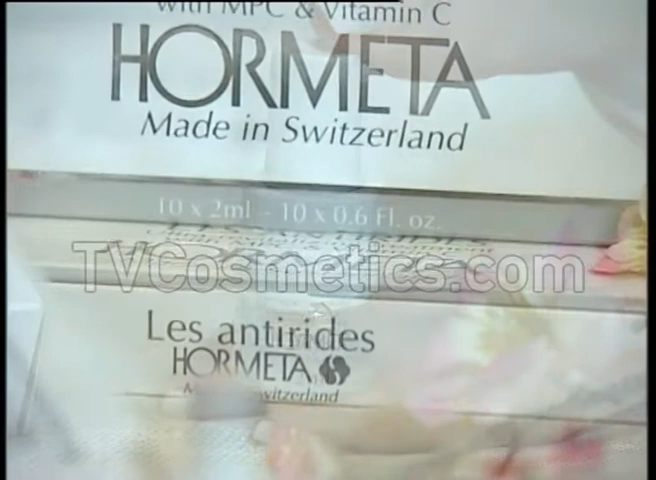 with MPC & Vitamin C
HORMETA
Made in Switzerland
10 x 2ml - 10 x 0.6 Fl. oz.
TVCosmetics.com
Les antirides
HORMETA
Switzerland